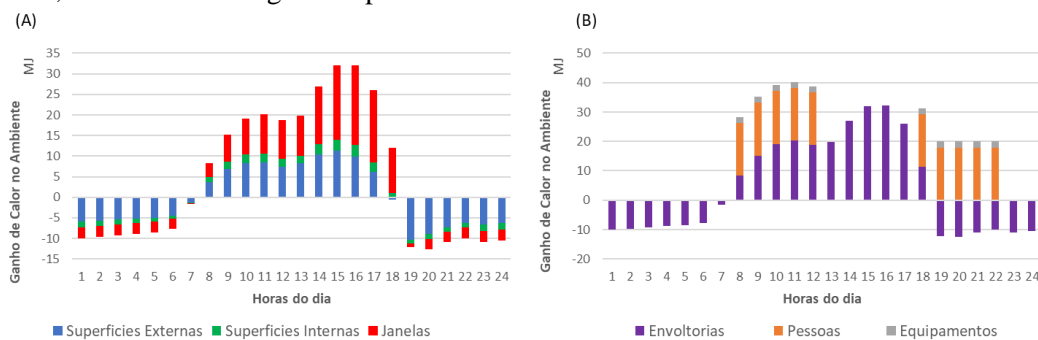 (A)
(B)
MJ
Ganho de Calor no Ambiente
35
30
25
20
15
10
5
0
-5
-10
-15
1 2 3 4 5 6 7 8 9 10 11 12 13 14 15 16 17 18 19 20 21 22 23 24
Horas do dia
Superficies Externas Superfícies Internas Janelas
MJ
Ganho de Calor no Ambiente
50
40
30
20
10
0
-10
-20
1 2 3 4 5 6 7 8 9 10 11 12 13 14 15 16 17 18 19 20 21 22 23 24
Horas do dia
Envoltorias Pessoas Equipamentos